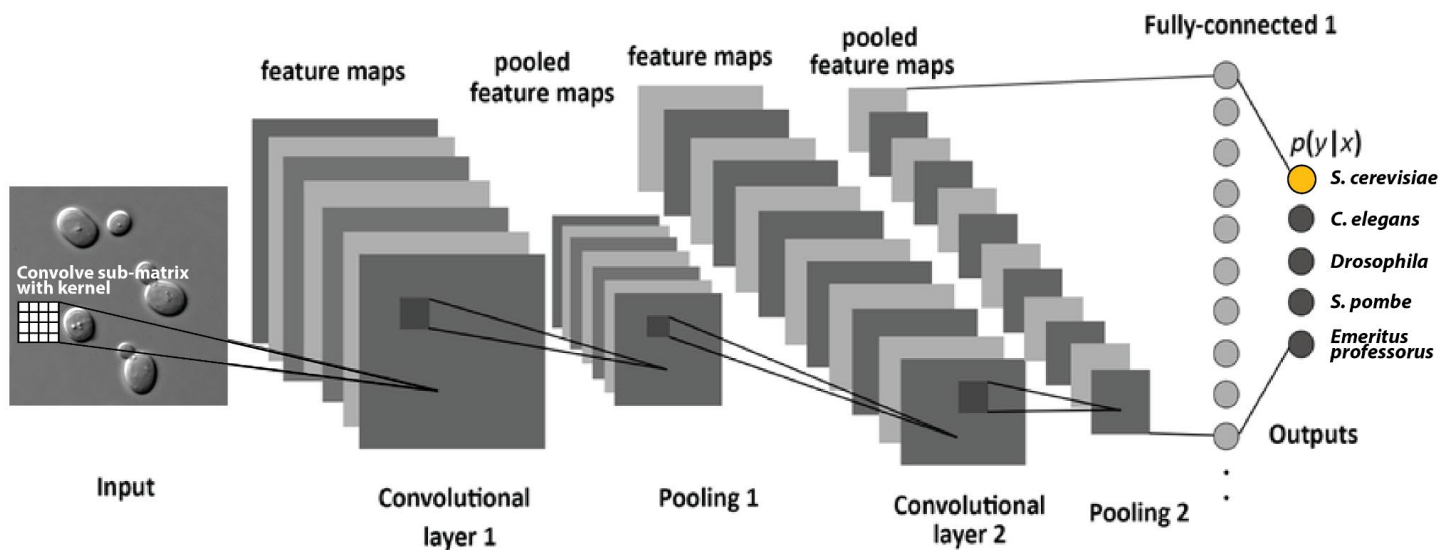 Fully-connected 1
feature maps
pooled
feature maps
feature maps
pooled
feature maps
p(y|x)
S. cerevisiae
C. elegans
Drosophila
S. pombe
Emeritus
professorus
Convolve sub-matrix
with kernel
Outputs
Input
Convolutional
layer 1
Pooling 1
Convolutional
layer 2
Pooling 2